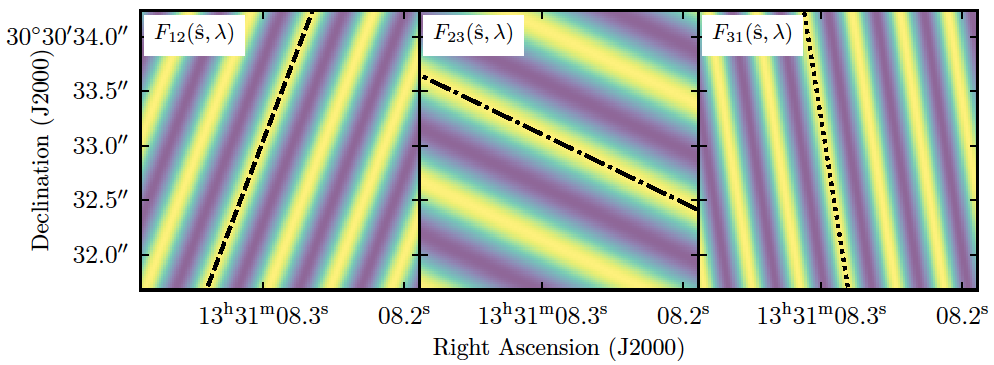 F₁₂(ŝ, λ)
F₂₃(ŝ, λ)
F₃₁(ŝ, λ)
30°30′34.0″
33.5″
33.0″
32.5″
32.0″
Declination (J2000)
13ʰ31ᵐ08.3ˢ
08.2ˢ
13ʰ31ᵐ08.3ˢ
08.2ˢ
13ʰ31ᵐ08.3ˢ
08.2ˢ
Right Ascension (J2000)